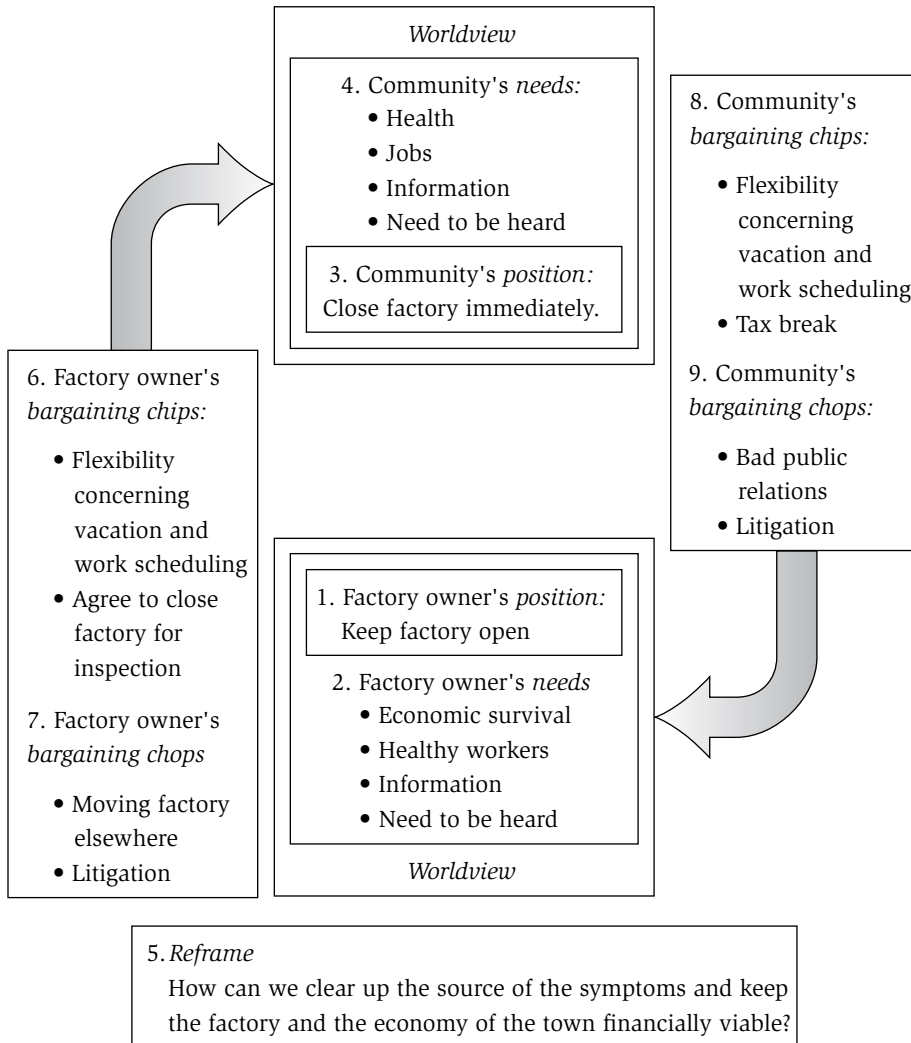 Worldview
4. Community's needs:
• Health
• Jobs
• Information
• Need to be heard
3. Community's position:
Close factory immediately.
8. Community's
bargaining chips:
• Flexibility
concerning
vacation and
work scheduling
• Tax break
9. Community's
bargaining chops:
• Bad public
relations
• Litigation
6. Factory owner's
bargaining chips:
• Flexibility
concerning
vacation and
work scheduling
• Agree to close
factory for
inspection
7. Factory owner's
bargaining chops
• Moving factory
elsewhere
• Litigation
1. Factory owner's position:
Keep factory open
2. Factory owner's needs
• Economic survival
• Healthy workers
• Information
• Need to be heard
Worldview
5. Reframe
How can we clear up the source of the symptoms and keep
the factory and the economy of the town financially viable?